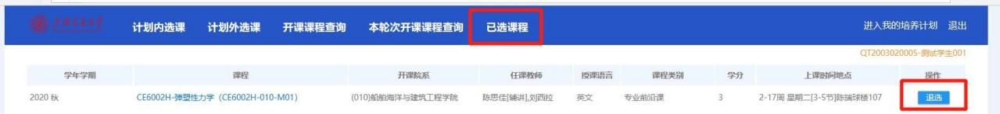 上海交通大学 计划内选课 计划外选课 开课课程查询 本轮次开课课程查询 已选课程 进入我的培养计划 退出
QT2003020005-测试学生001
学年学期 课程 开课院系 任课教师 授课语言 课程类别 学分 上课时间地点 操作
2020 秋 CE6002H-弹塑性力学（CE6002H-010-M01） (010)船舶海洋与建筑工程学院 陈思佳[辅讲],刘西拉 英文 专业前沿课 3 2-17周 星期二[3-5节]陈瑞球楼107 退选